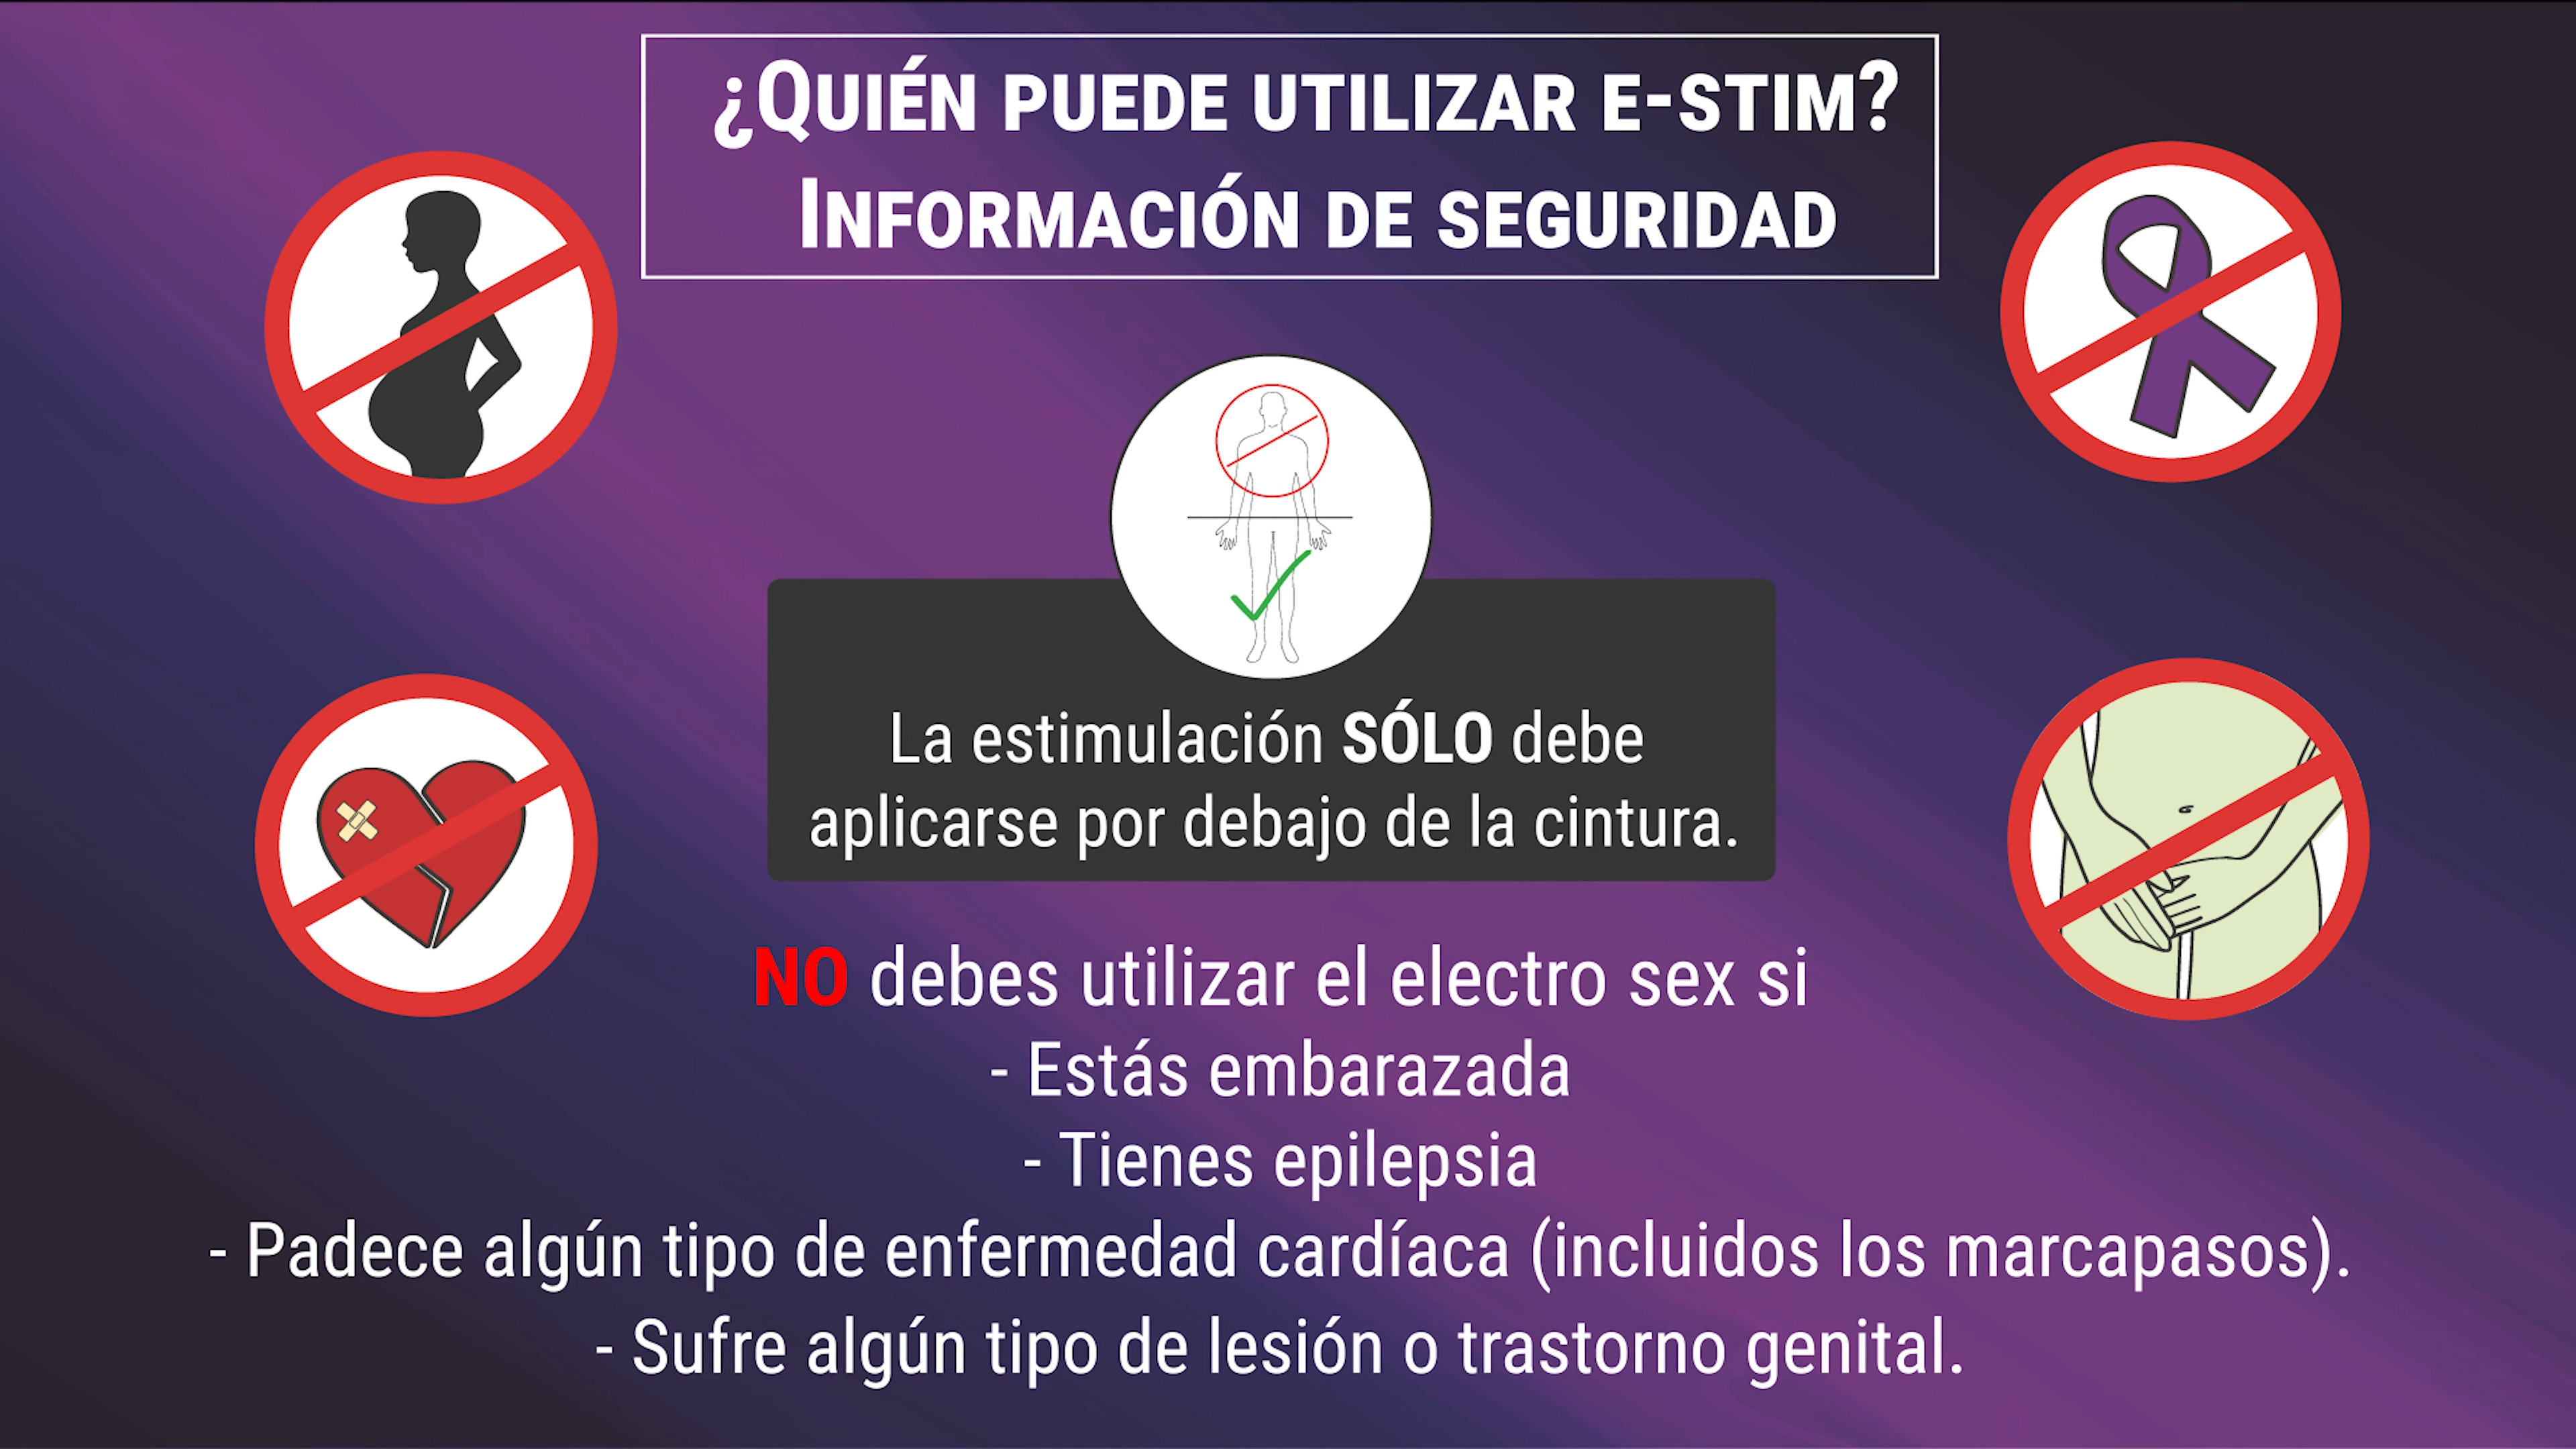 ¿Quién puede utilizar e-stim?
Información de seguridad
La estimulación SÓLO debe
aplicarse por debajo de la cintura.
NO debes utilizar el electro sex si
- Estás embarazada
- Tienes epilepsia
- Padece algún tipo de enfermedad cardíaca (incluidos los marcapasos).
- Sufre algún tipo de lesión o trastorno genital.